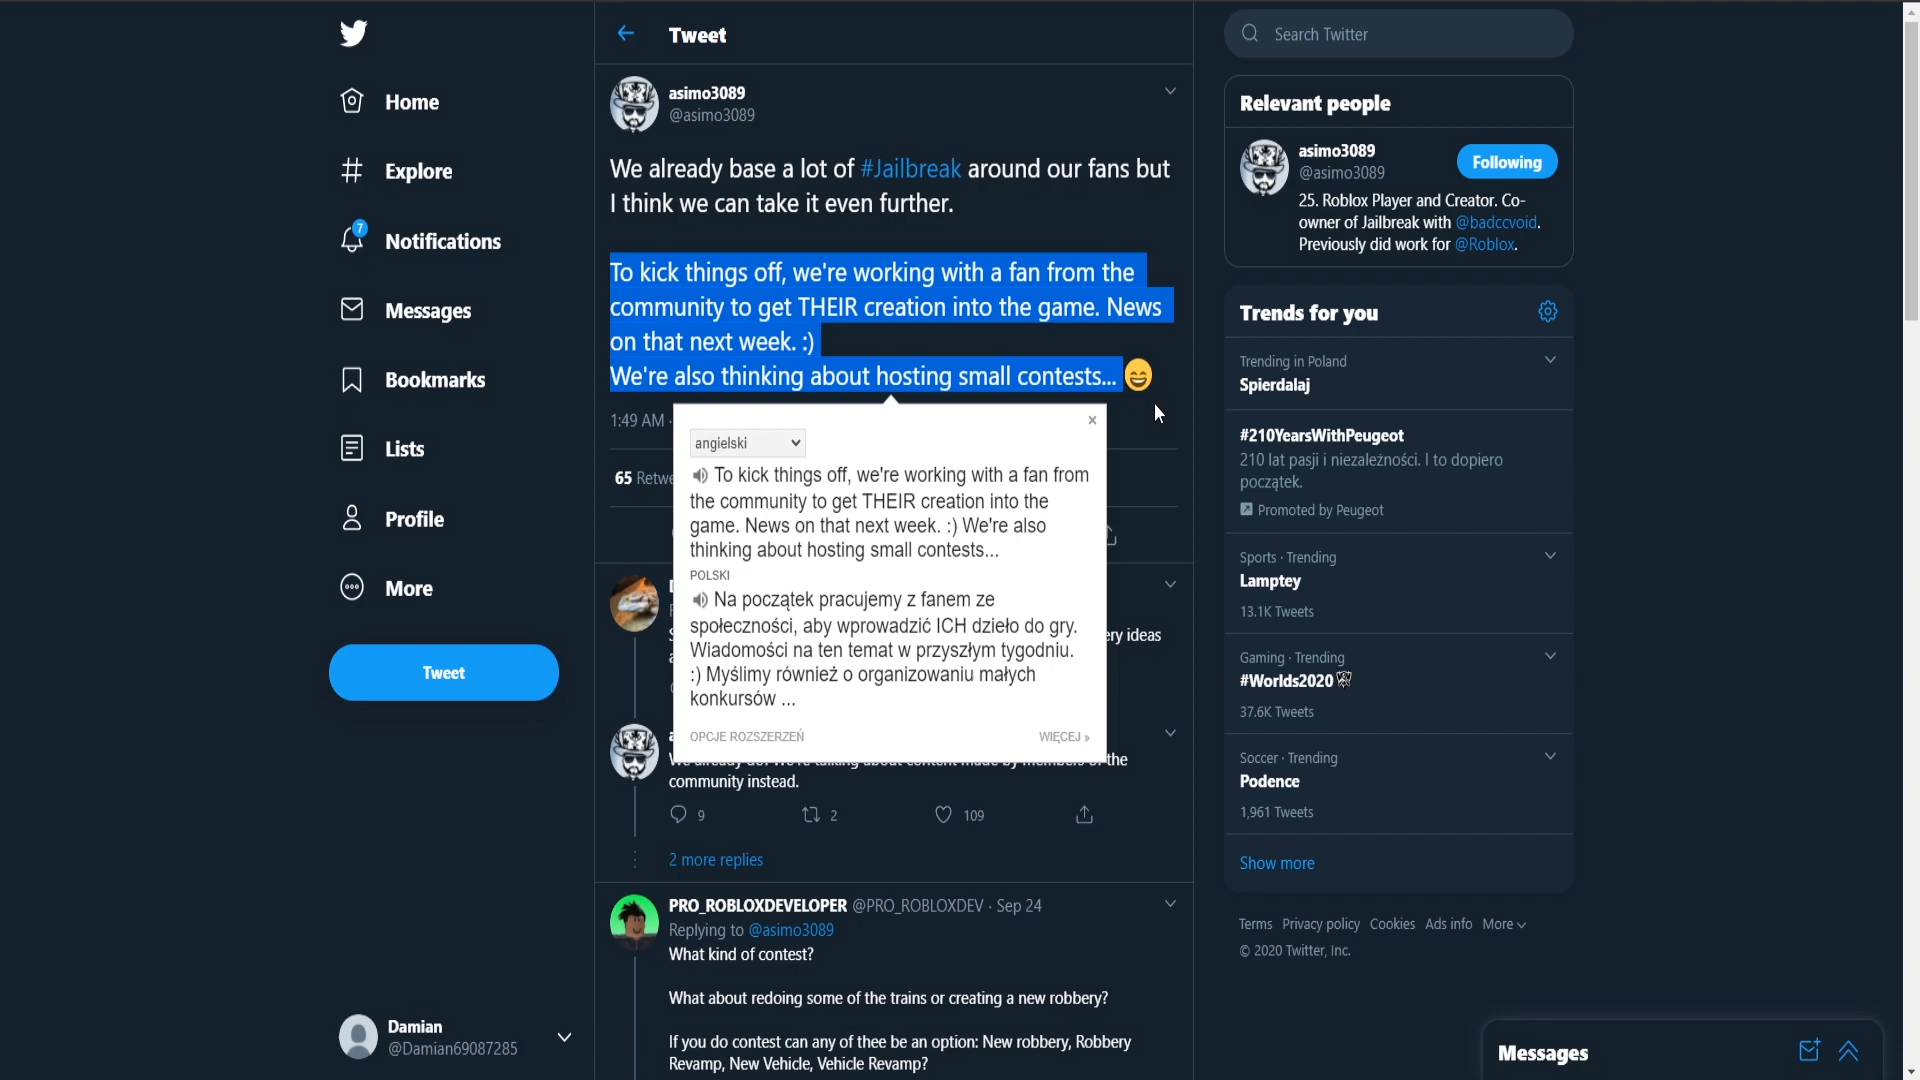 Home
Explore
7
Notifications
Messages
Bookmarks
Lists
Profile
More
Tweet
Damian
@Damian69087285
Tweet
asimo3089
@asimo3089
We already base a lot of #Jailbreak around our fans but
I think we can take it even further.
To kick things off, we're working with a fan from the
community to get THEIR creation into the game. News
on that next week. :)
We're also thinking about hosting small contests... 😄
1:49 AM ·
65 Retwe
×
angielski
To kick things off, we're working with a fan from
the community to get THEIR creation into the
game. News on that next week. :) We're also
thinking about hosting small contests...
POLSKI
Na początek pracujemy z fanem ze
społeczności, aby wprowadzić ICH dzieło do gry.
Wiadomości na ten temat w przyszłym tygodniu.
:) Myślimy również o organizowaniu małych
konkursów ...
OPCJE ROZSZERZEŃ
WIĘCEJ »
ery ideas
the
community instead.
9 2 109
2 more replies
PRO_ROBLOXDEVELOPER @PRO_ROBLOXDEV · Sep 24
Replying to @asimo3089
What kind of contest?
What about redoing some of the trains or creating a new robbery?
If you do contest can any of thee be an option: New robbery, Robbery
Revamp, New Vehicle, Vehicle Revamp?
Search Twitter
Relevant people
asimo3089
@asimo3089
Following
25. Roblox Player and Creator. Co-
owner of Jailbreak with @badccvoid.
Previously did work for @Roblox.
Trends for you
Trending in Poland
Spierdalaj
#210YearsWithPeugeot
210 lat pasji i niezależności. I to dopiero
początek.
Promoted by Peugeot
Sports · Trending
Lamptey
13.1K Tweets
Gaming · Trending
#Worlds2020
37.6K Tweets
Soccer · Trending
Podence
1,961 Tweets
Show more
Terms Privacy policy Cookies Ads info More
© 2020 Twitter, Inc.
Messages